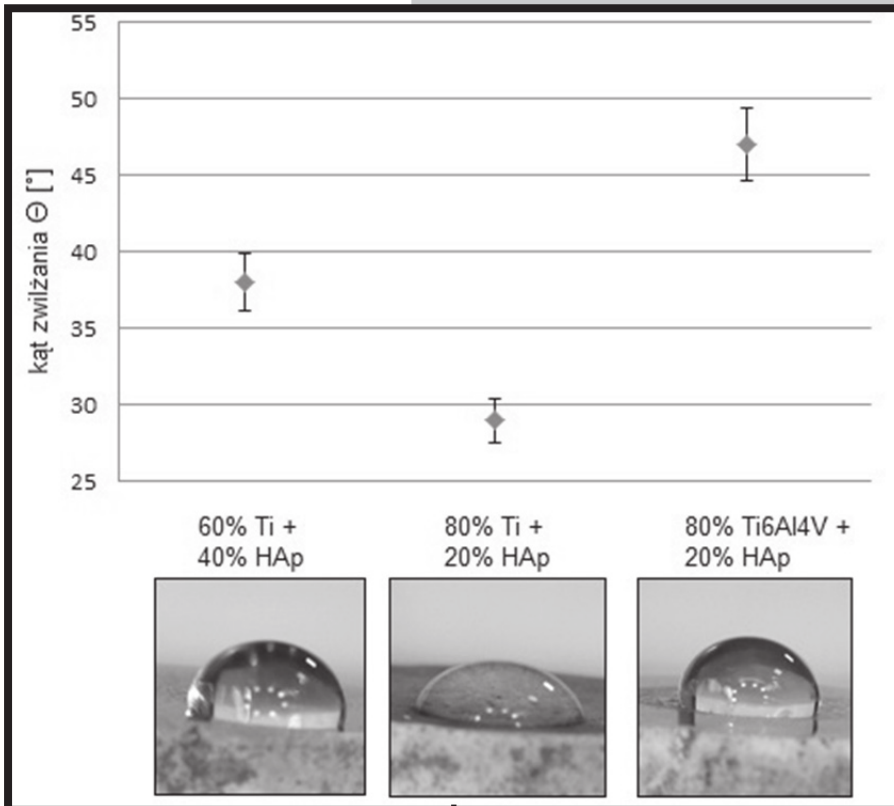 55
50
45
40
35
30
25
kąt zwilżania Θ [°]
60% Ti +
40% HAp
80% Ti +
20% HAp
80% Ti6Al4V +
20% HAp